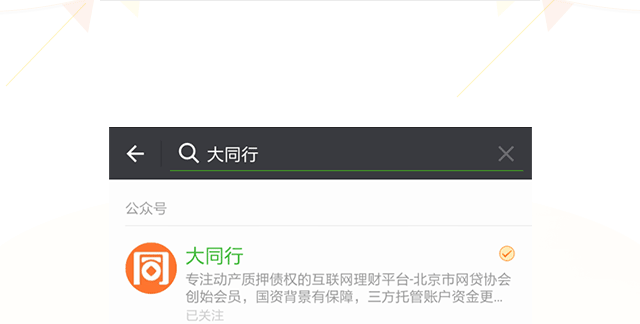 大同行
公众号
大同行
专注动产质押债权的互联网理财平台-北京市网贷协会
创始会员，国资背景有保障，三方托管账户资金更...
已关注